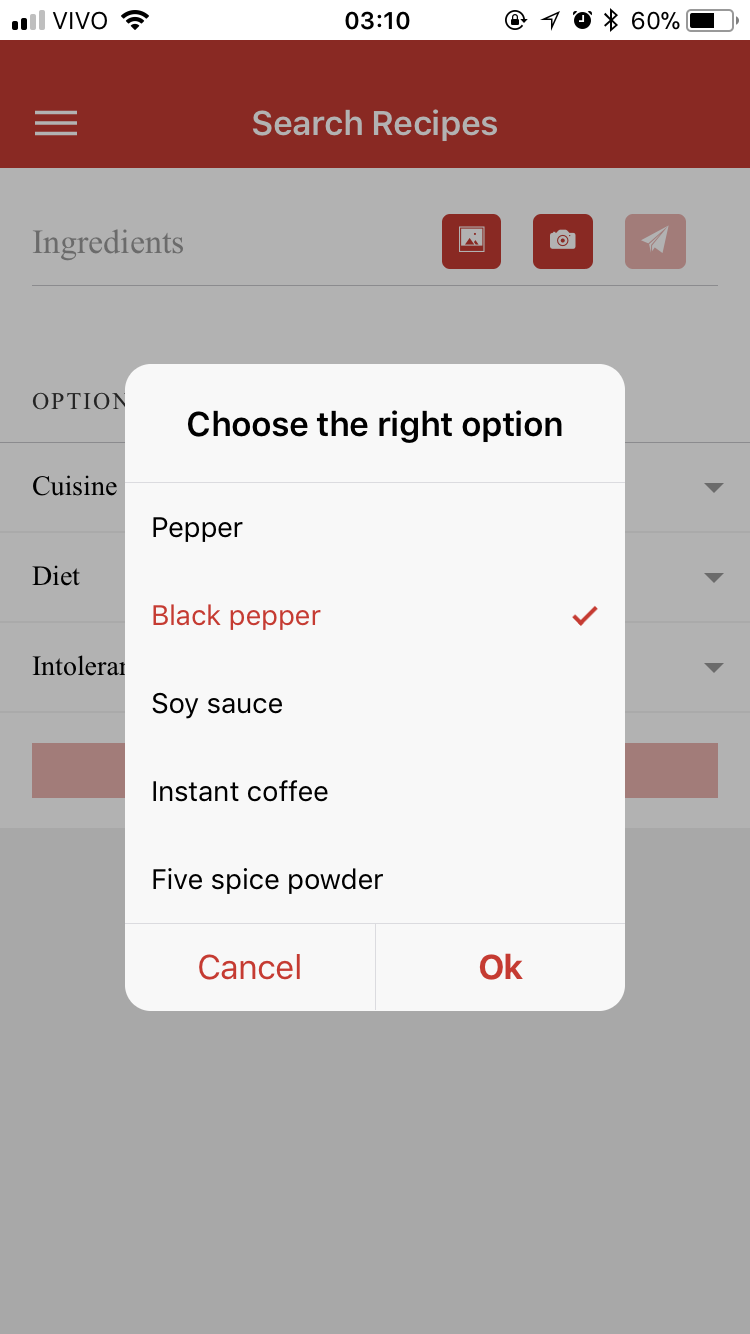 VIVO 03:10 60%
Search Recipes
Ingredients
OPTION
Choose the right option
Cuisine
Pepper
Diet
Black pepper
Intoleran
Soy sauce
Instant coffee
Five spice powder
Cancel Ok